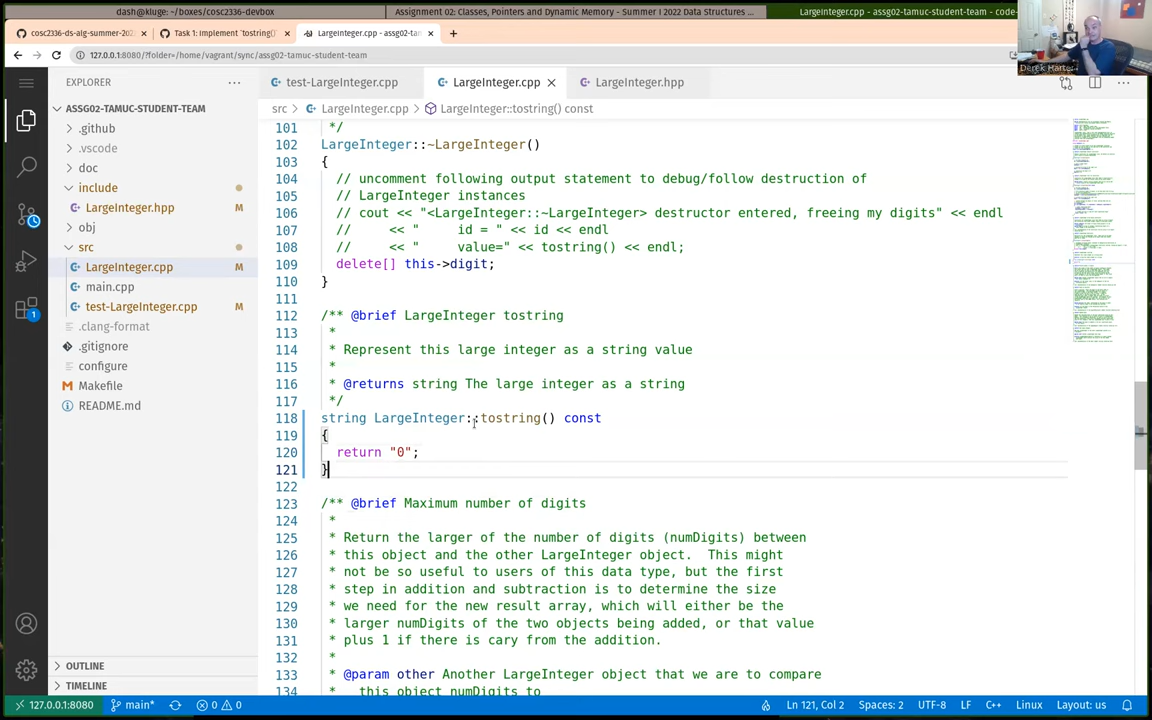 dash@kluge: ~/boxes/cosc2336-devbox
Assignment 02: Classes, Pointers and Dynamic Memory - Summer I 2022 Data Structures ...
LargeInteger.cpp - assg02-tamuc-student-team - code-
cosc2336-ds-alg-summer-202
Task 1: Implement `tostring()`
LargeInteger.cpp - assg02-tam
127.0.0.1:8080/?folder=/home/vagrant/sync/assg02-tamuc-student-team
Derek Harter
EXPLORER
test-LargeInteger.cpp
LargeInteger.cpp
LargeInteger.hpp
src > LargeInteger.cpp > LargeInteger::tostring() const
ASSG02-TAMUC-STUDENT-TEAM
.github
.vscode
doc
include
LargeInteger.hpp M
obj
src
LargeInteger.cpp M
main.cpp
test-LargeInteger.cpp M
.clang-format
.gitignore
configure
Makefile
README.md
OUTLINE
TIMELINE
1
101 */
102 LargeInteger::~LargeInteger()
103 {
104 // uncomment following output statement to debug/follow destruction of
105 // LargeInteger instances
106 // cout << "<LargeInteger::~LargeInteger> destructor entered, freeing my digits" << endl
107 // << " id = " << id << endl
108 // << " value=" << tostring() << endl;
109 delete[] this->digit;
110 }
111
112 /** @brief LargeInteger tostring
113 *
114 * Represent this large integer as a string value
115 *
116 * @returns string The large integer as a string
117 */
118 string LargeInteger::tostring() const
119 {
120 return "0";
121 }
122
123 /** @brief Maximum number of digits
124 *
125 * Return the larger of the number of digits (numDigits) between
126 * this object and the other LargeInteger object.  This might
127 * not be so useful to users of this data type, but the first
128 * step in addition and subtraction is to determine the size
129 * we need for the new result array, which will either be the
130 * larger numDigits of the two objects being added, or that value
131 * plus 1 if there is cary from the addition.
132 *
133 * @param other Another LargeInteger object that we are to compare
134 * this object numDigits to
127.0.0.1:8080 main* 0 0 Ln 121, Col 2 Spaces: 2 UTF-8 LF C++ Linux Layout: us